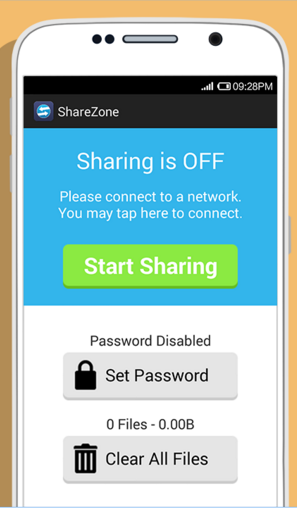 09:28PM
ShareZone
Sharing is OFF
Please connect to a network.
You may tap here to connect.
Start Sharing
Password Disabled
Set Password
0 Files - 0.00B
Clear All Files